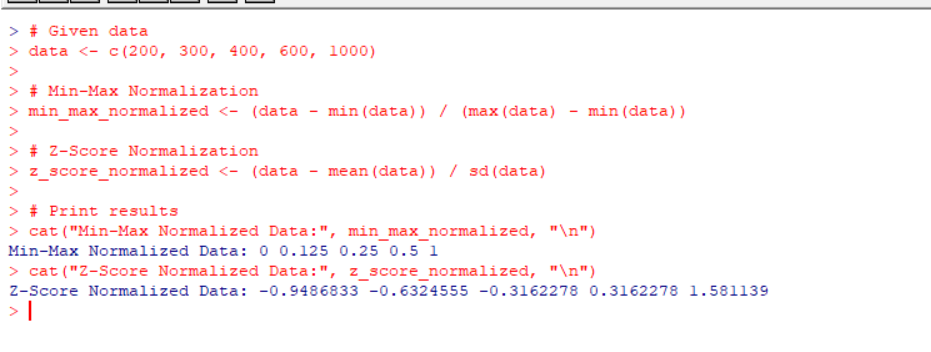 > # Given data
> data <- c(200, 300, 400, 600, 1000)
>
> # Min-Max Normalization
> min_max_normalized <- (data - min(data)) / (max(data) - min(data))
>
> # Z-Score Normalization
> z_score_normalized <- (data - mean(data)) / sd(data)
>
> # Print results
> cat("Min-Max Normalized Data:", min_max_normalized, "\n")
Min-Max Normalized Data: 0 0.125 0.25 0.5 1
> cat("Z-Score Normalized Data:", z_score_normalized, "\n")
Z-Score Normalized Data: -0.9486833 -0.6324555 -0.3162278 0.3162278 1.581139
>